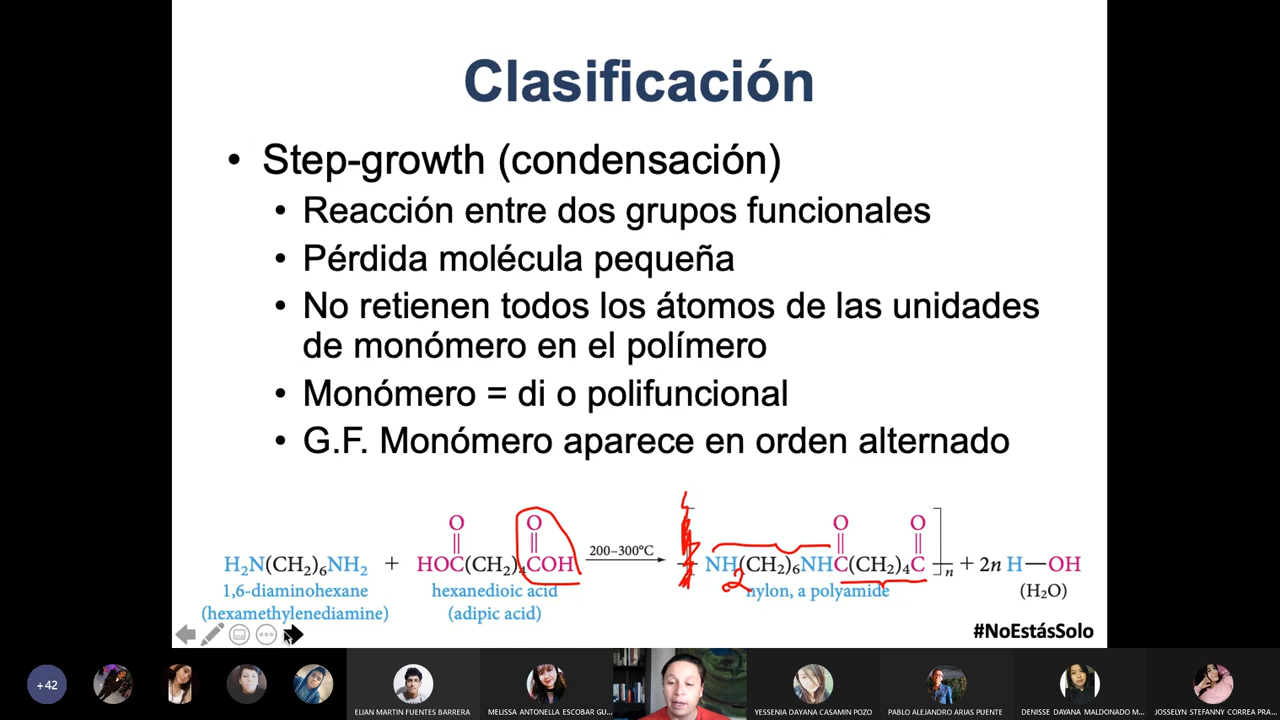 Clasificación
• Step-growth (condensación)
• Reacción entre dos grupos funcionales
• Pérdida molécula pequeña
• No retienen todos los átomos de las unidades
de monómero en el polímero
• Monómero = di o polifuncional
• G.F. Monómero aparece en orden alternado
O O O O
H₂N(CH₂)₆NH₂ + HOC(CH₂)₄COH 200–300°C NH(CH₂)₆NHC(CH₂)₄C n + 2n H—OH
2
1,6-diaminohexane hexanedioic acid nylon, a polyamide (H₂O)
(hexamethylenediamine) (adipic acid)
#NoEstásSolo
+42
ELIAN MARTIN FUENTES BARRERA
MELISSA ANTONELLA ESCOBAR GU...
YESSENIA DAYANA CASAMIN POZO
PABLO ALEJANDRO ARIAS PUENTE
DENISSE DAYANA MALDONADO M...
JOSSELYN STEFANNY CORREA PRA...